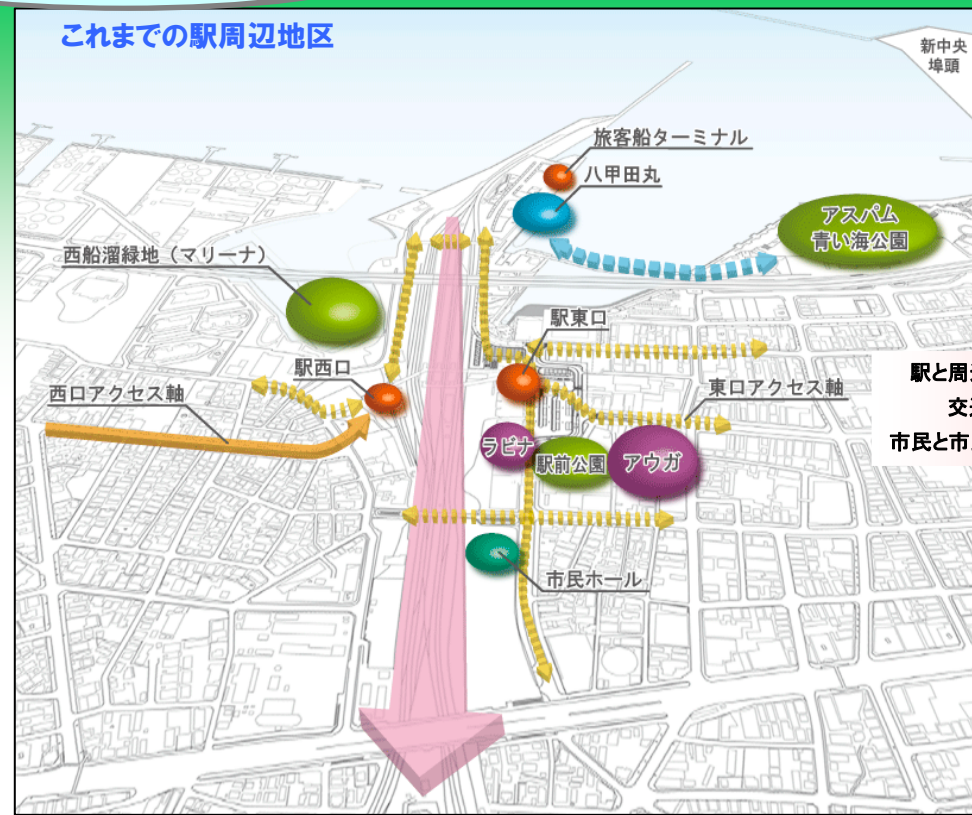 これまでの駅周辺地区
新中央
埠頭
旅客船ターミナル
八甲田丸
アスパム
青い海公園
西船溜緑地（マリーナ）
駅東口
駅西口
西口アクセス軸
東口アクセス軸
駅と周
交
市民と市
ラビナ
駅前公園
アウガ
市民ホール